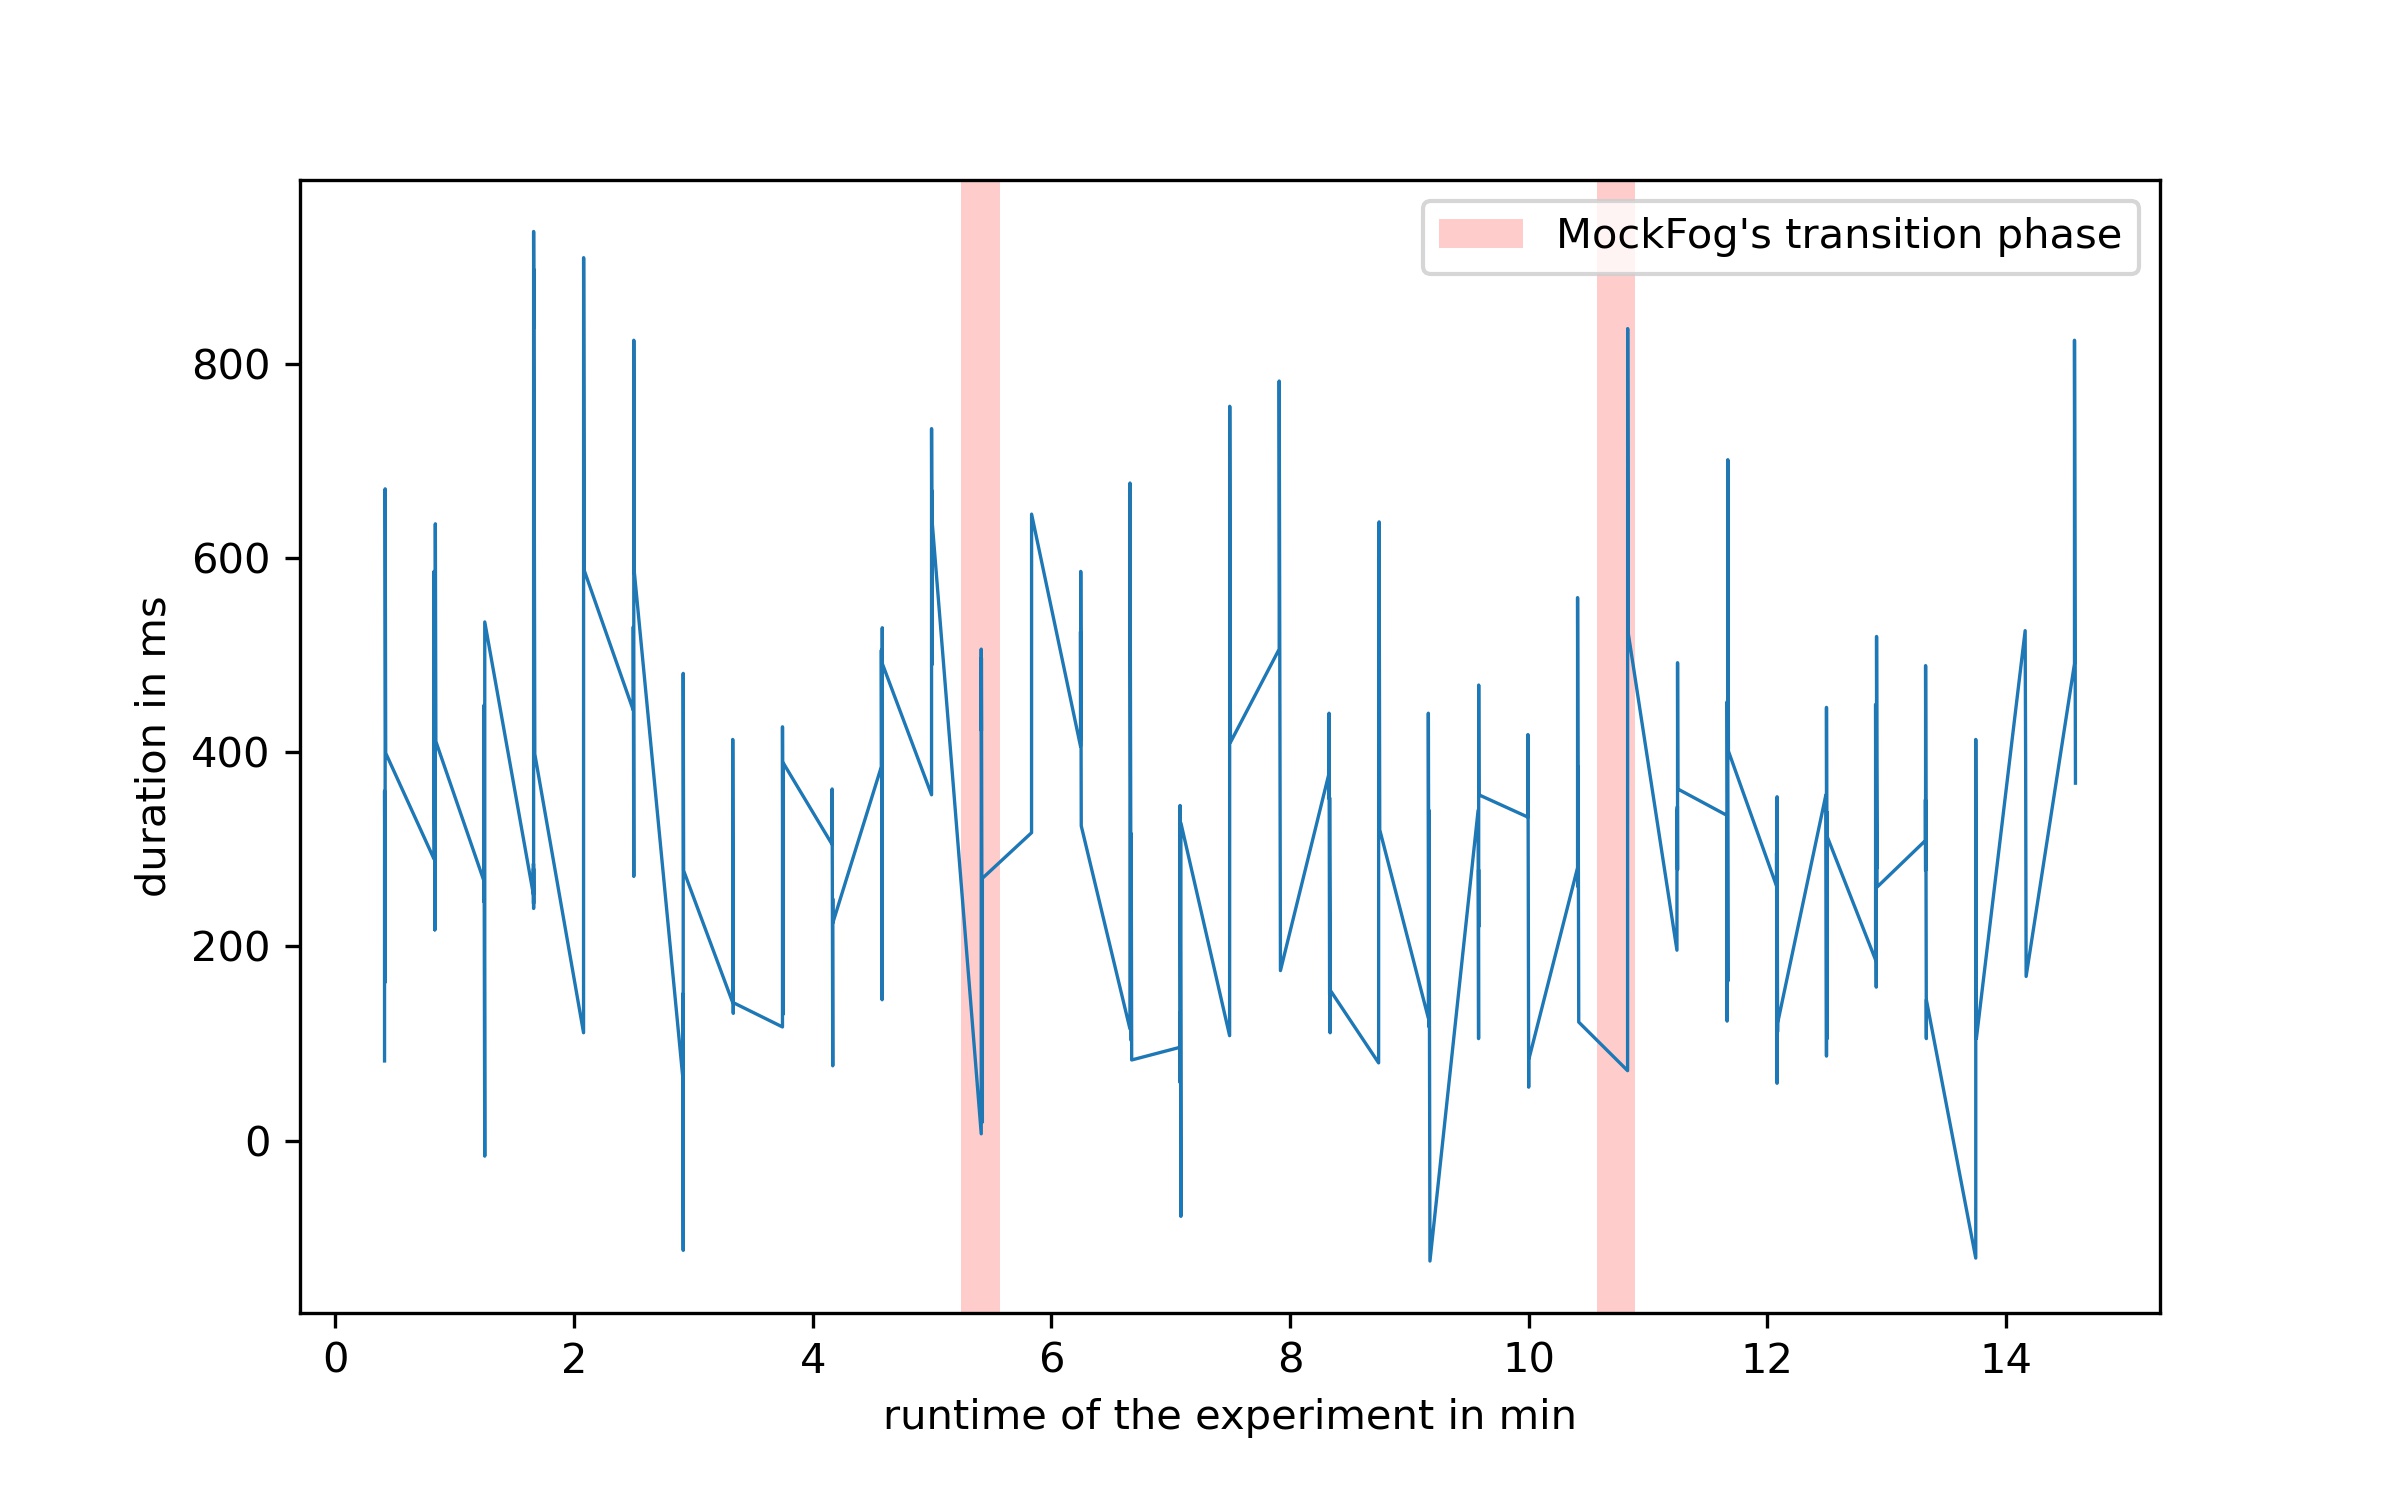 MockFog's transition phase
800
600
400
200
0
duration in ms
0 2 4 6 8 10 12 14
runtime of the experiment in min